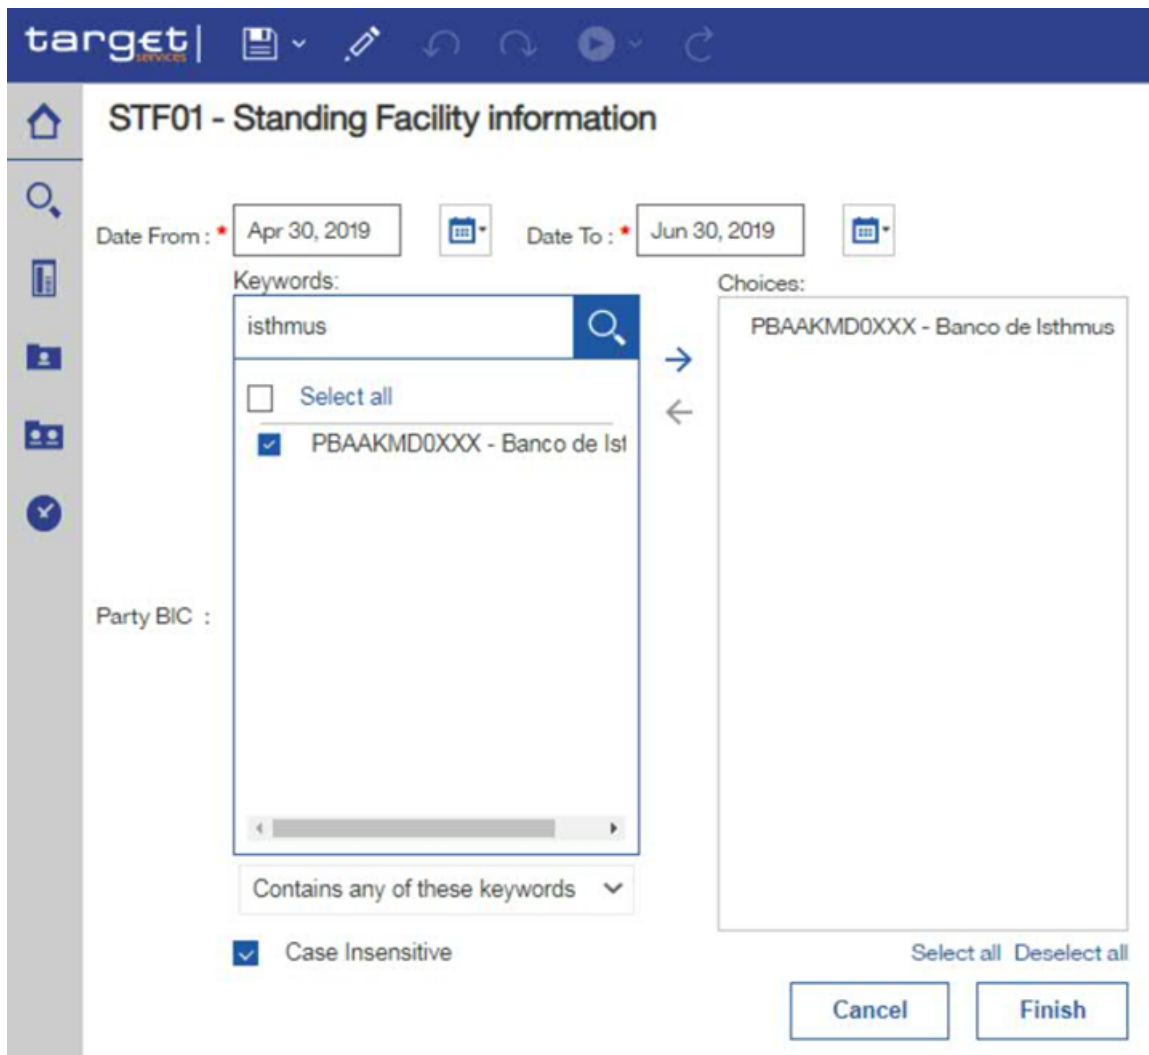 target|
services
STF01 - Standing Facility information
Date From : * Apr 30, 2019 Date To : * Jun 30, 2019
Keywords:
Choices:
isthmus
PBAAKMD0XXX - Banco de Isthmus
Select all
PBAAKMD0XXX - Banco de Ist
Party BIC :
Contains any of these keywords
Case Insensitive
Select all Deselect all
Cancel Finish